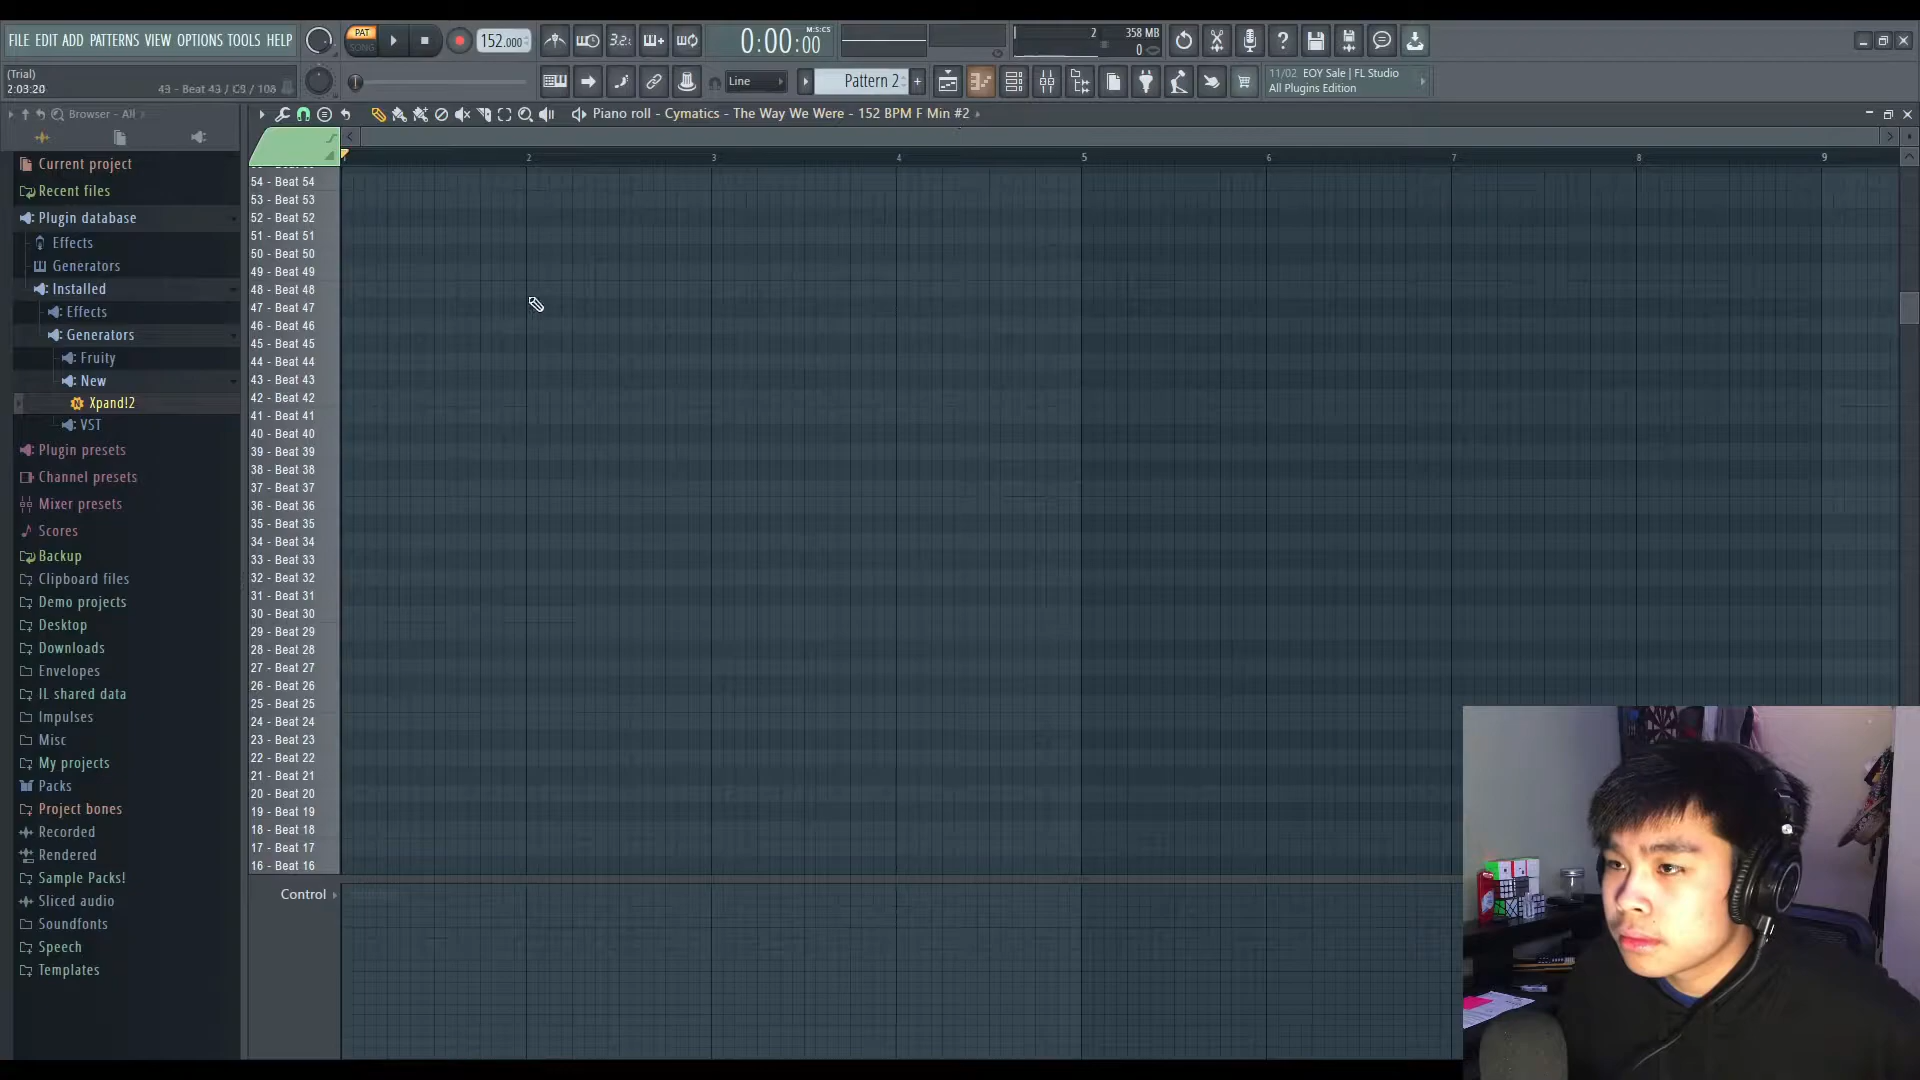 FILE EDIT ADD PATTERNS VIEW OPTIONS TOOLS HELP
PAT
SONG
152.000
3.2.
0:00:00
M:S:CS
2
358 MB
0
(Trial)
2:03:20
43 - Beat 43 / C9 / 108
Line
Pattern 2
11/02 EOY Sale | FL Studio
All Plugins Edition
Browser - All
Piano roll - Cymatics - The Way We Were - 152 BPM F Min #2
Current project
Recent files
Plugin database
Effects
Generators
Installed
Effects
Generators
Fruity
New
Xpand!2
VST
Plugin presets
Channel presets
Mixer presets
Scores
Backup
Clipboard files
Demo projects
Desktop
Downloads
Envelopes
IL shared data
Impulses
Misc
My projects
Packs
Project bones
Recorded
Rendered
Sample Packs!
Sliced audio
Soundfonts
Speech
Templates
2 3 4 5 6 7 8 9
54 - Beat 54
53 - Beat 53
52 - Beat 52
51 - Beat 51
50 - Beat 50
49 - Beat 49
48 - Beat 48
47 - Beat 47
46 - Beat 46
45 - Beat 45
44 - Beat 44
43 - Beat 43
42 - Beat 42
41 - Beat 41
40 - Beat 40
39 - Beat 39
38 - Beat 38
37 - Beat 37
36 - Beat 36
35 - Beat 35
34 - Beat 34
33 - Beat 33
32 - Beat 32
31 - Beat 31
30 - Beat 30
29 - Beat 29
28 - Beat 28
27 - Beat 27
26 - Beat 26
25 - Beat 25
24 - Beat 24
23 - Beat 23
22 - Beat 22
21 - Beat 21
20 - Beat 20
19 - Beat 19
18 - Beat 18
17 - Beat 17
16 - Beat 16
Control